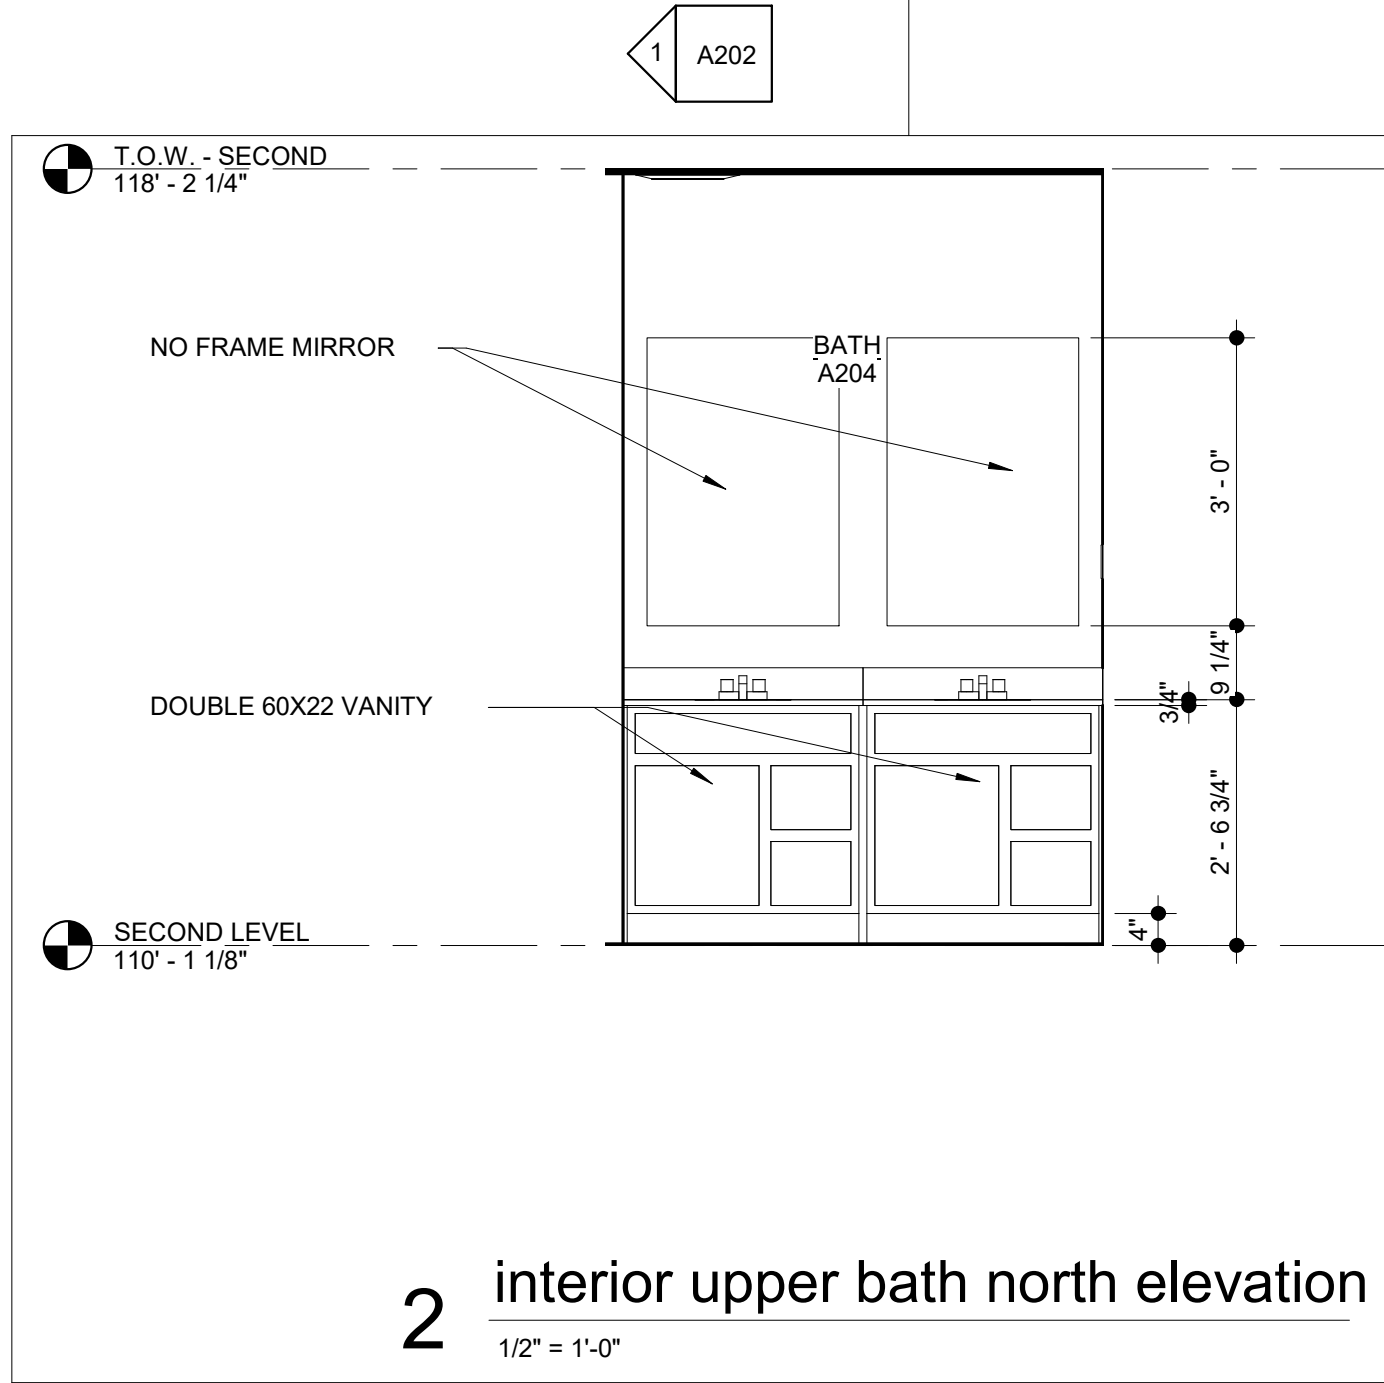 1
A202
T.O.W. - SECOND
118' - 2 1/4"
NO FRAME MIRROR
BATH
A204
3' - 0"
9 1/4"
3/4"
DOUBLE 60X22 VANITY
2' - 6 3/4"
4"
SECOND LEVEL
110' - 1 1/8"
2
interior upper bath north elevation
1/2" = 1'-0"